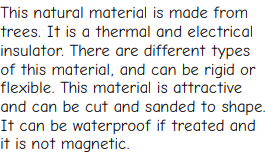 This natural material is made from
trees. It is a thermal and electrical
insulator. There are different types
of this material, and can be rigid or
flexible. This material is attractive
and can be cut and sanded to shape.
It can be waterproof if treated and
it is not magnetic.